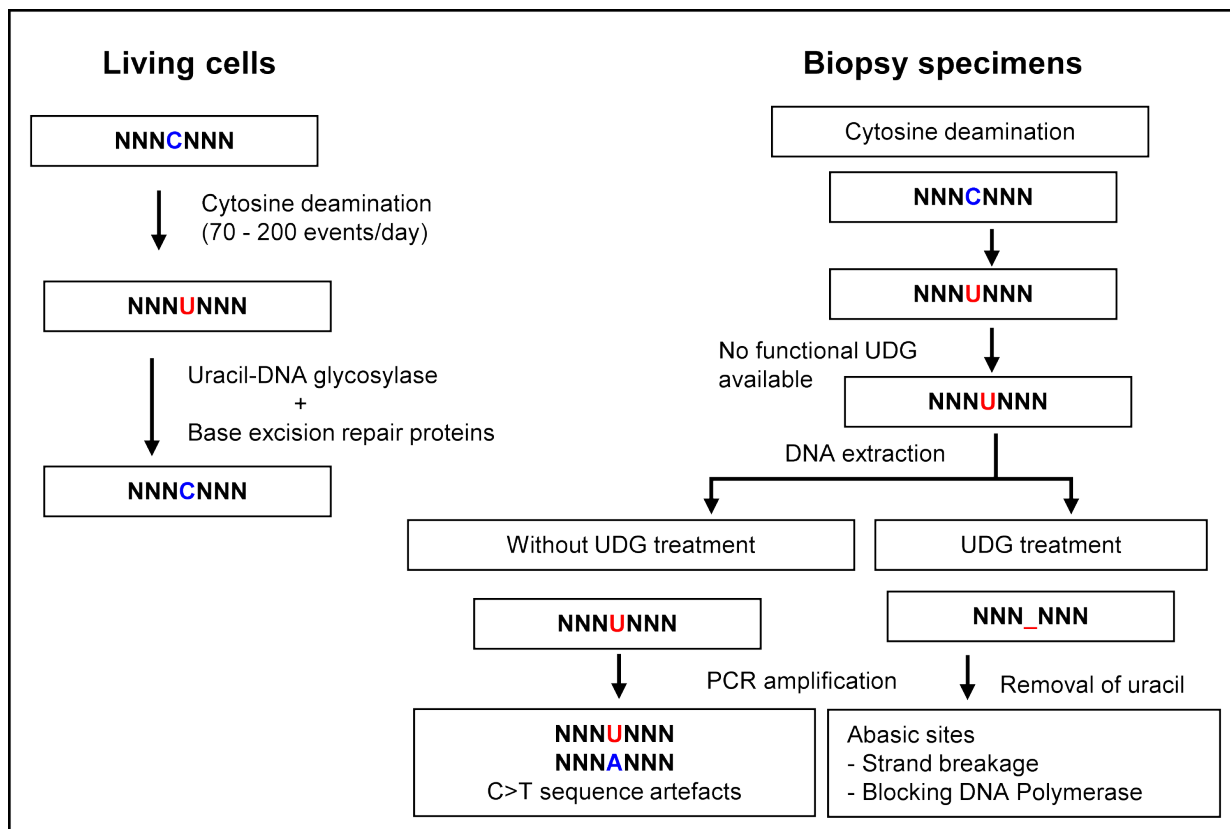 Living cells
NNNCNNN
Cytosine deamination
(70 - 200 events/day)
NNNUNNN
Uracil-DNA glycosylase
+
Base excision repair proteins
NNNCNNN
Biopsy specimens
Cytosine deamination
NNNCNNN
NNNUNNN
No functional UDG
available
NNNUNNN
DNA extraction
Without UDG treatment
NNNUNNN
PCR amplification
NNNUNNN
NNNANNN
C>T sequence artefacts
UDG treatment
NNN_NNN
Removal of uracil
Abasic sites
- Strand breakage
- Blocking DNA Polymerase